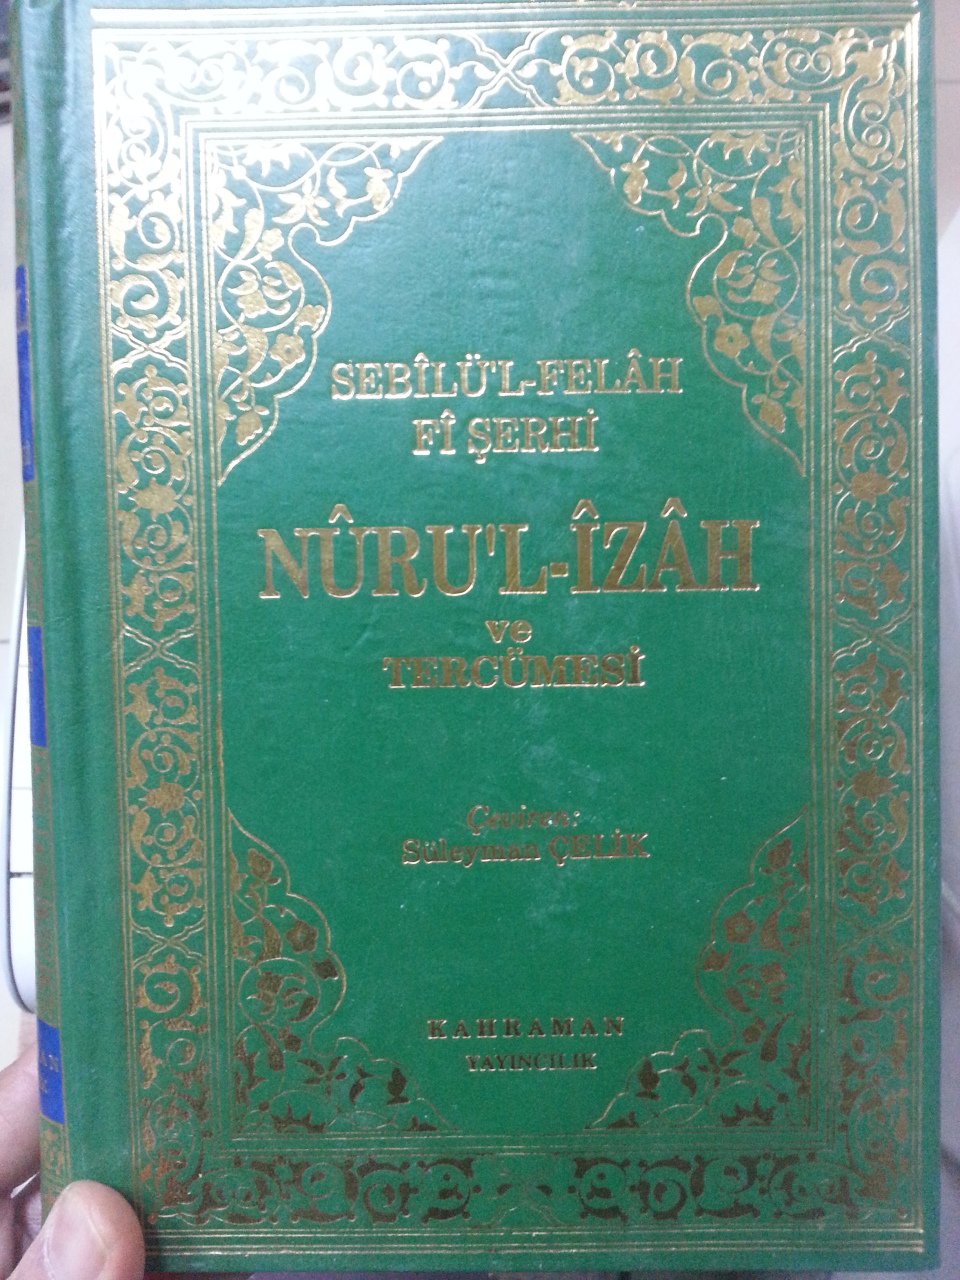 SEBÎLÜ'L-FELÂH
FÎ ŞERHİ
NÛRU'L-ÎZÂH
ve
TERCÜMESİ
Çeviren:
Süleyman ÇELİK
KAHRAMAN
YAYINCILIK